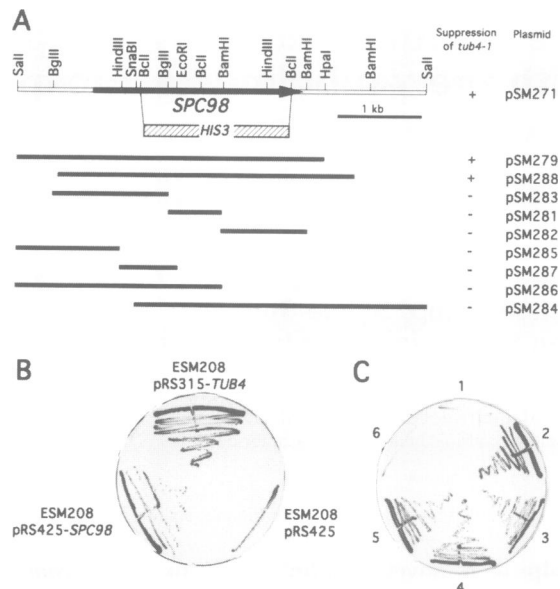 A
Suppression of tub4-1
Plasmid
SalI
BglII
HindIII
SnaBI
BclI
BglII
EcoRI
BclI
BamHI
HindIII
BclI
BamHI
HpaI
BamHI
SalI
SPC98
+ pSM271
HIS3
1 kb
+ pSM279
+ pSM288
- pSM283
- pSM281
- pSM282
- pSM285
- pSM287
- pSM286
- pSM284
B
ESM208
pRS315-TUB4
ESM208
pRS425-SPC98
ESM208
pRS425
C
1
2
3
4
5
6